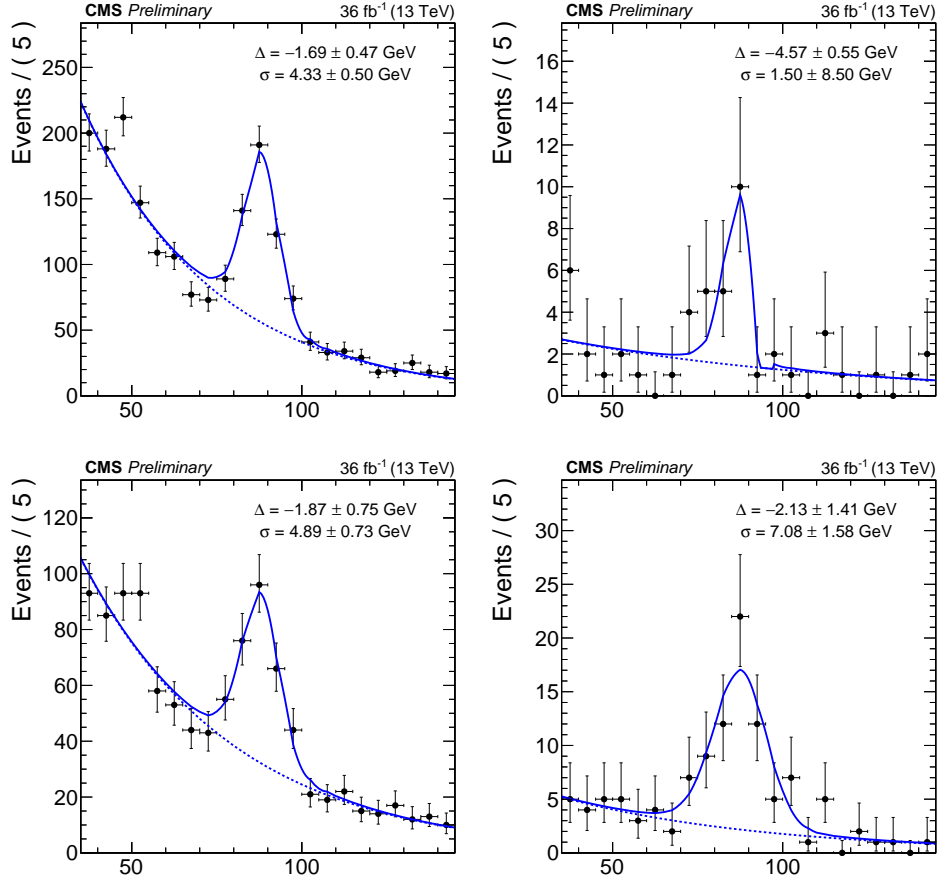 CMS Preliminary 36 fb⁻¹ (13 TeV)
Δ = −1.69 ± 0.47 GeV
σ = 4.33 ± 0.50 GeV
Events / ( 5 )
250
200
150
100
50
0
50 100
CMS Preliminary 36 fb⁻¹ (13 TeV)
Δ = −4.57 ± 0.55 GeV
σ = 1.50 ± 8.50 GeV
Events / ( 5 )
16
14
12
10
8
6
4
2
0
50 100
CMS Preliminary 36 fb⁻¹ (13 TeV)
Δ = −1.87 ± 0.75 GeV
σ = 4.89 ± 0.73 GeV
Events / ( 5 )
120
100
80
60
40
20
0
50 100
CMS Preliminary 36 fb⁻¹ (13 TeV)
Δ = −2.13 ± 1.41 GeV
σ = 7.08 ± 1.58 GeV
Events / ( 5 )
30
25
20
15
10
5
0
50 100